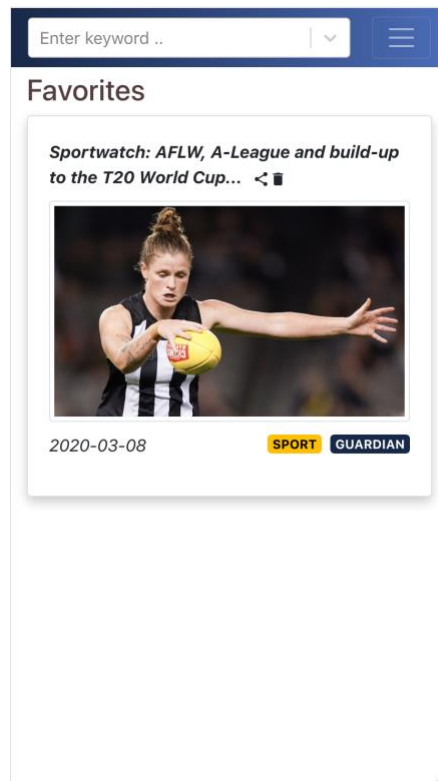 Enter keyword ..
Favorites
Sportwatch: AFLW, A-League and build-up
to the T20 World Cup...
2020-03-08
SPORT
GUARDIAN